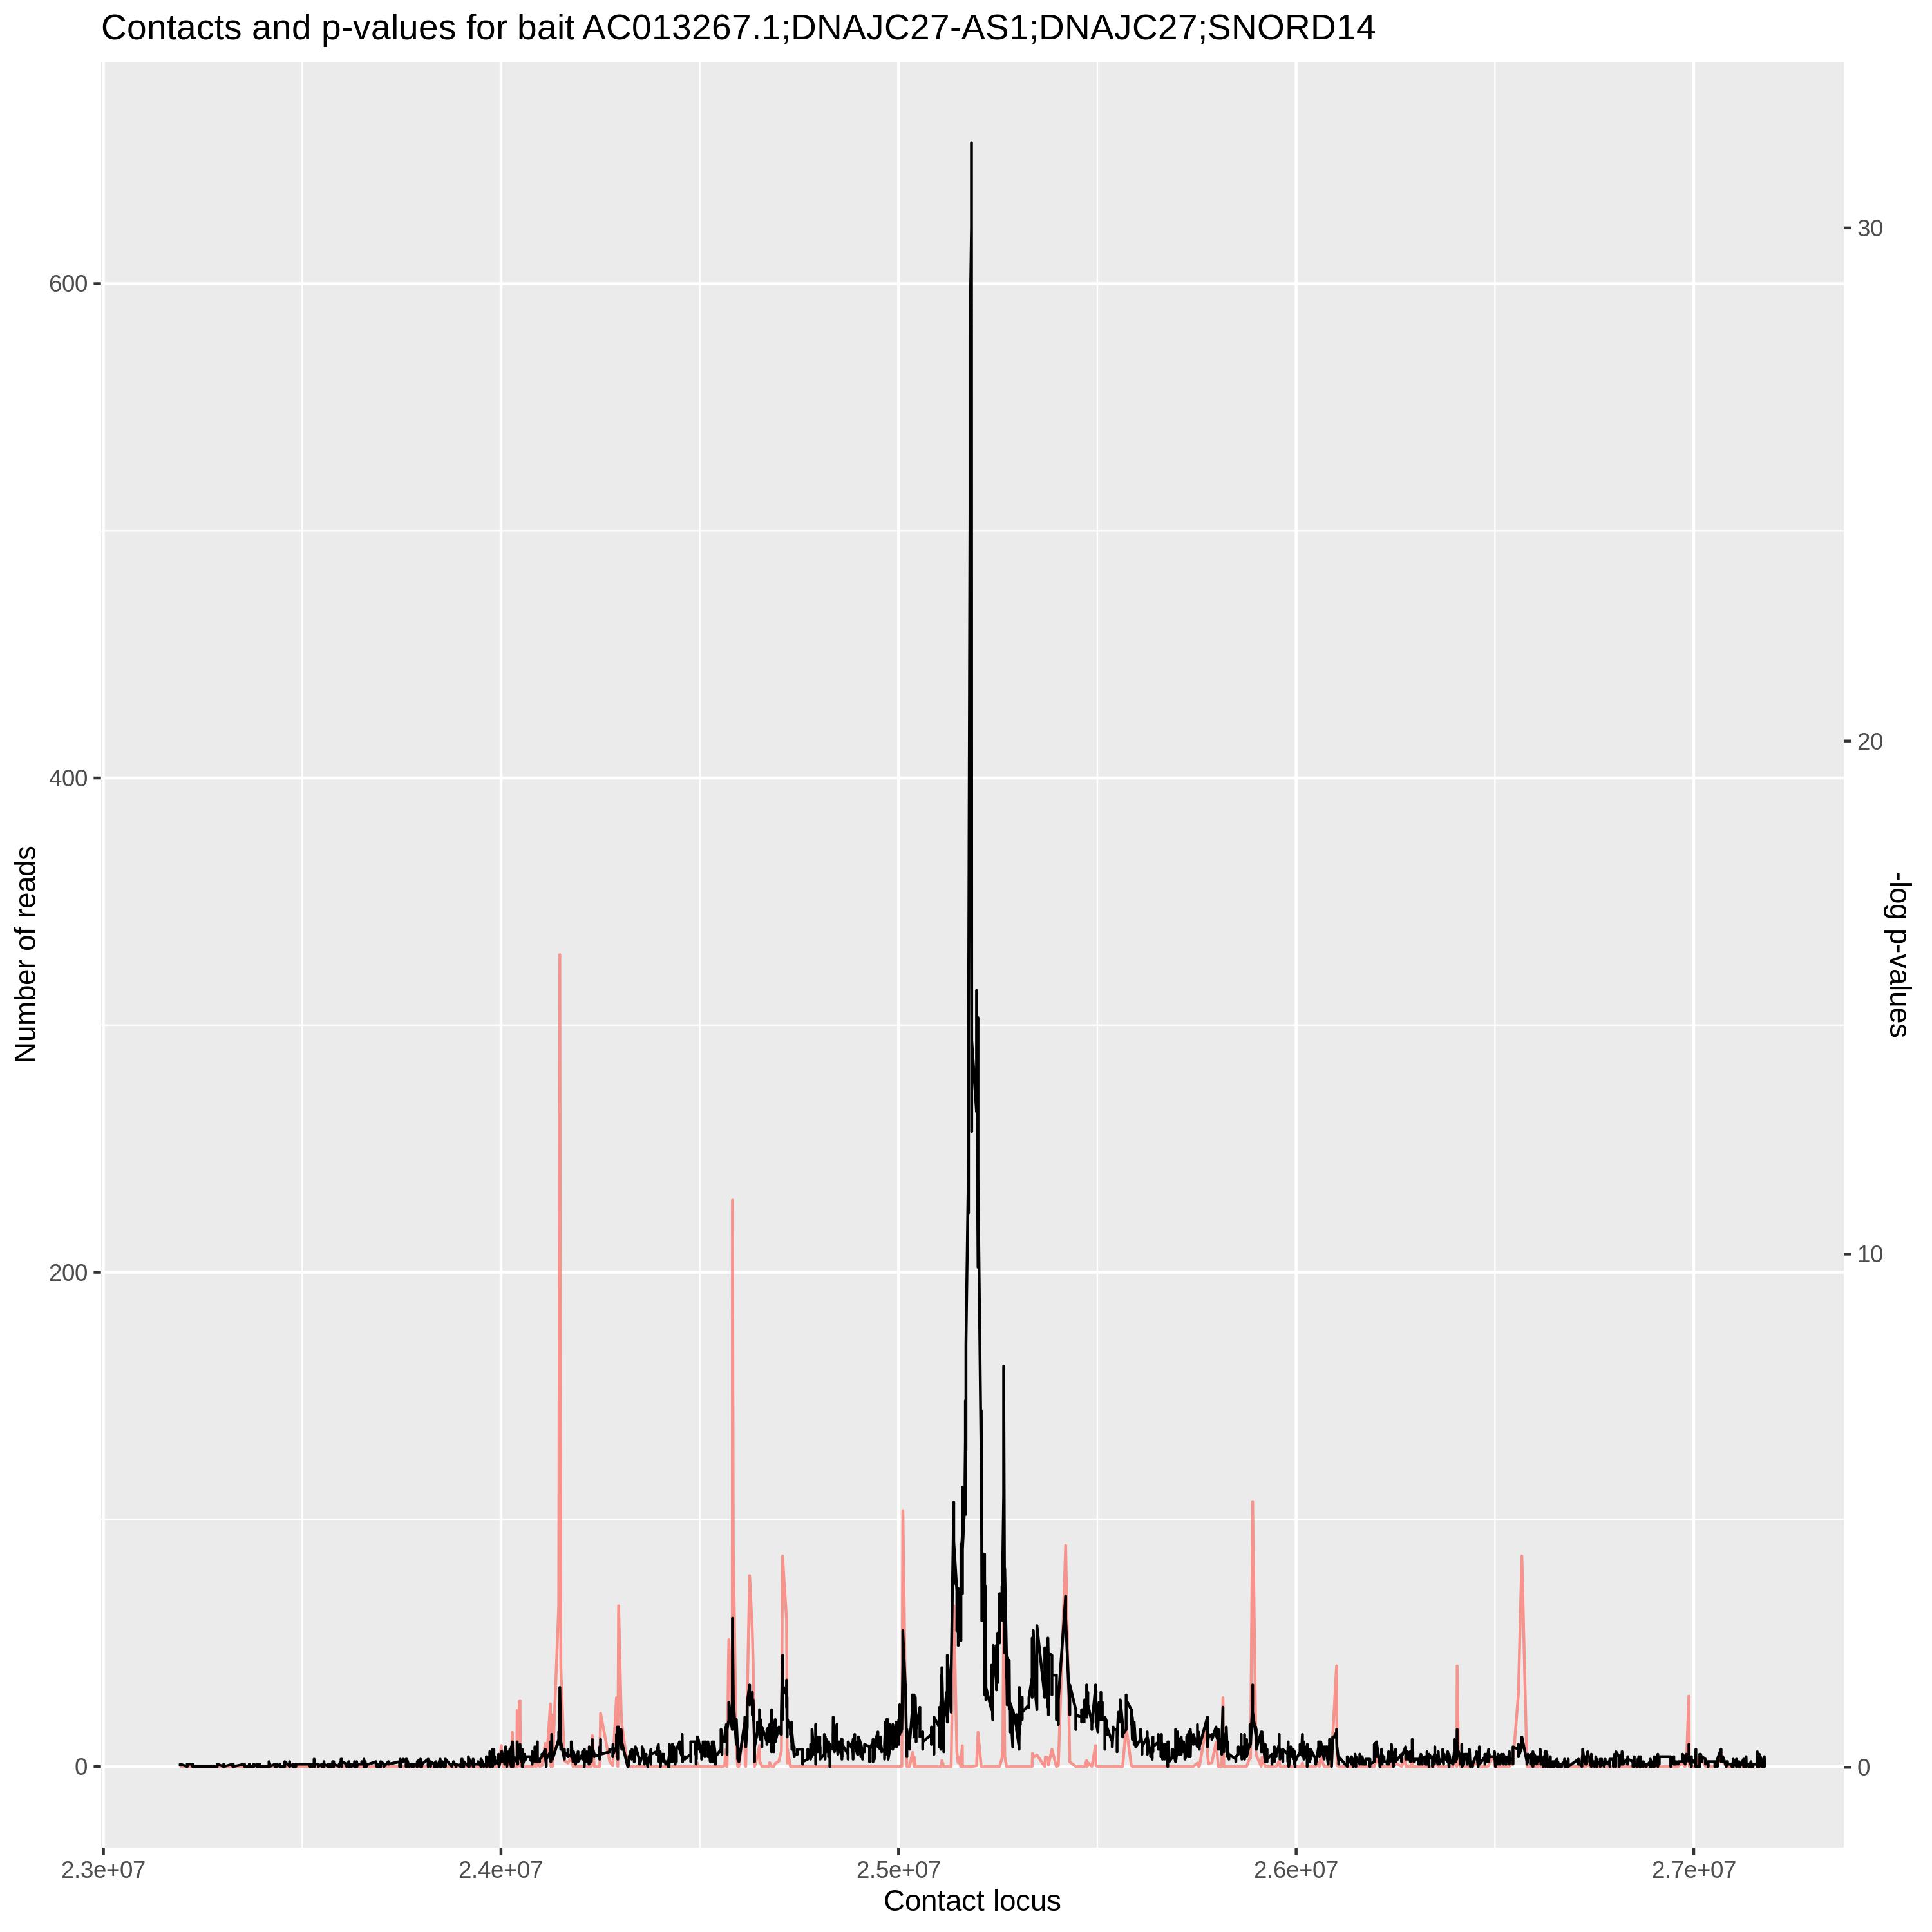 Contacts and p-values for bait AC013267.1;DNAJC27-AS1;DNAJC27;SNORD14
600
400
200
0
Number of reads
30
20
10
0
-log p-values
2.3e+07
2.4e+07
2.5e+07
2.6e+07
2.7e+07
Contact locus